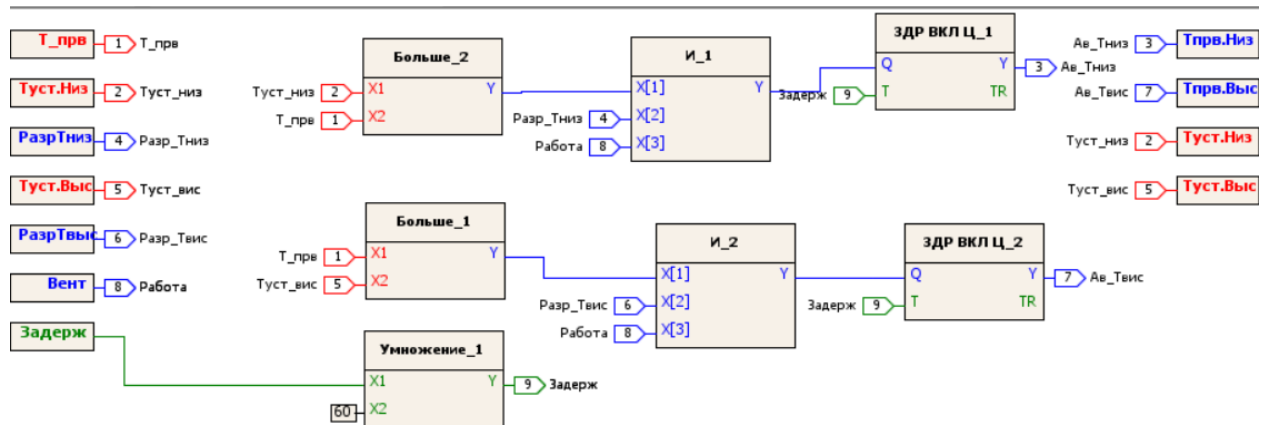 Т_прв 1 Т_прв
Туст.Низ 2 Туст_низ
РазрТниз 4 Разр_Тниз
Туст.Выс 5 Туст_вис
РазрТвыс 6 Разр_Твис
Вент 8 Работа
Задерж
Больше_2
Туст_низ 2 X1 Y
Т_прв 1 X2
И_1
X[1] Y
Разр_Тниз 4 X[2]
Работа 8 X[3]
ЗДР ВКЛ Ц_1
Q Y 3 Ав_Тниз
Задерж 9 T TR
Ав_Тниз 3 Тпрв.Низ
Ав_Твис 7 Тпрв.Выс
Туст_низ 2 Туст.Низ
Туст_вис 5 Туст.Выс
Больше_1
Т_прв 1 X1 Y
Туст_вис 5 X2
И_2
X[1] Y
Разр_Твис 6 X[2]
Работа 8 X[3]
ЗДР ВКЛ Ц_2
Q Y 7 Ав_Твис
Задерж 9 T TR
Умножение_1
X1 Y 9 Задерж
60 X2